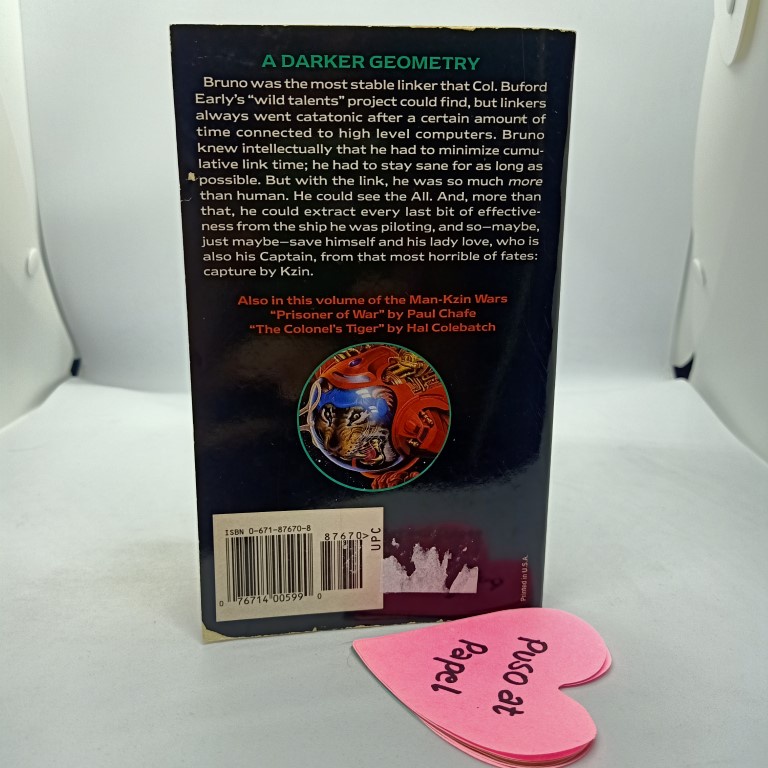 A DARKER GEOMETRY
Bruno was the most stable linker that Col. Buford
Early's "wild talents" project could find, but linkers
always went catatonic after a certain amount of
time connected to high level computers. Bruno
knew intellectually that he had to minimize cumu-
lative link time; he had to stay sane for as long as
possible. But with the link, he was so much more
than human. He could see the All. And, more than
that, he could extract every last bit of effective-
ness from the ship he was piloting, and so—maybe,
just maybe—save himself and his lady love, who is
also his Captain, from that most horrible of fates:
capture by Kzin.
Also in this volume of the Man-Kzin Wars
"Prisoner of War" by Paul Chafe
"The Colonel's Tiger" by Hal Colebatch
ISBN 0-671-87670-8
87670>
UPC
0 76714 00599 0
Printed in U.S.A.
Puso at
Papel